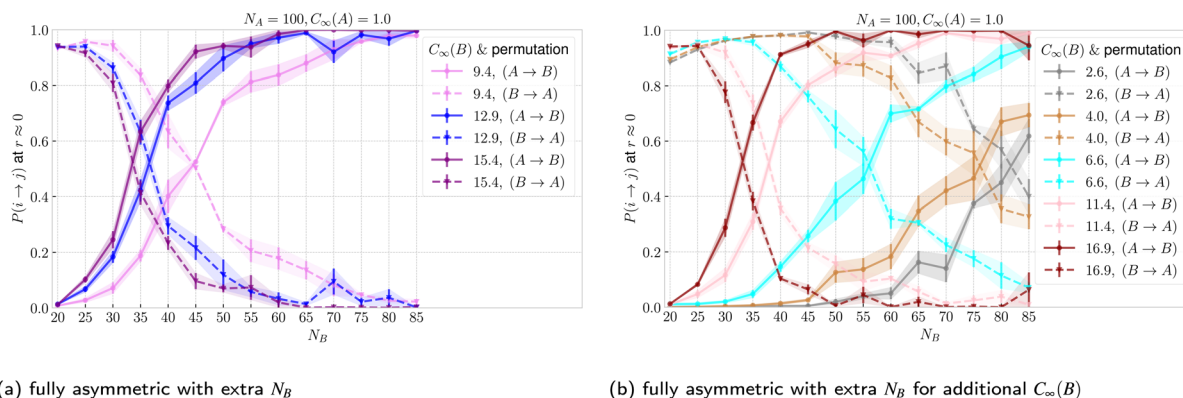 N_A = 100, C_∞(A) = 1.0
P(i → j) at r ≈ 0
1.0
0.8
0.6
0.4
0.2
0.0
20 25 30 35 40 45 50 55 60 65 70 75 80 85
N_B
C_∞(B) & permutation
9.4, (A → B)
9.4, (B → A)
12.9, (A → B)
12.9, (B → A)
15.4, (A → B)
15.4, (B → A)
(a) fully asymmetric with extra N_B
N_A = 100, C_∞(A) = 1.0
P(i → j) at r ≈ 0
1.0
0.8
0.6
0.4
0.2
0.0
20 25 30 35 40 45 50 55 60 65 70 75 80 85
N_B
C_∞(B) & permutation
2.6, (A → B)
2.6, (B → A)
4.0, (A → B)
4.0, (B → A)
6.6, (A → B)
6.6, (B → A)
11.4, (A → B)
11.4, (B → A)
16.9, (A → B)
16.9, (B → A)
(b) fully asymmetric with extra N_B for additional C_∞(B)